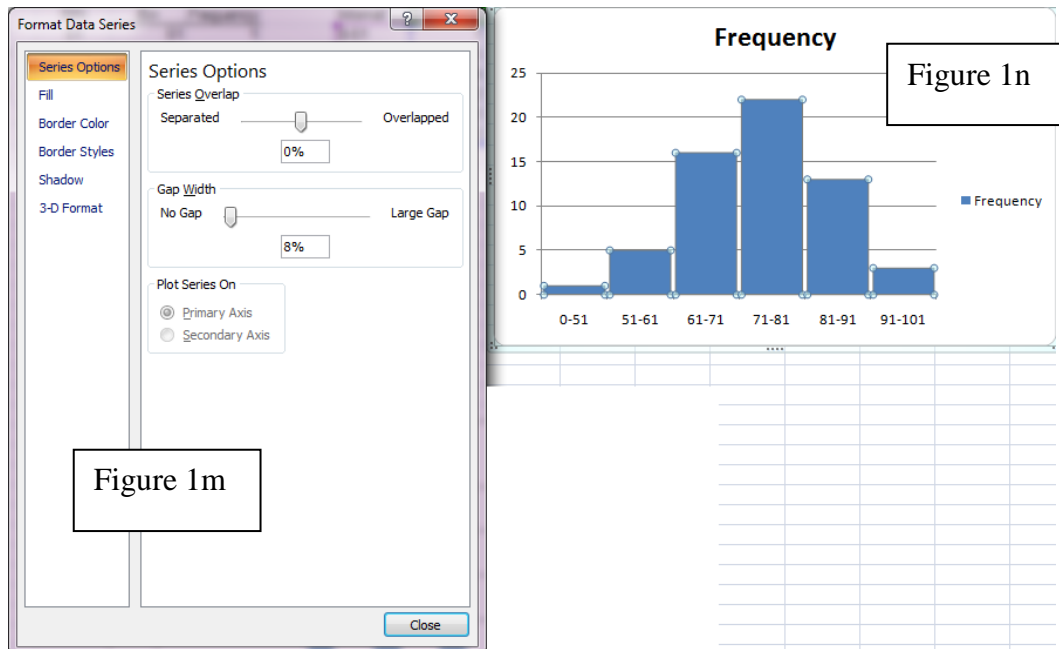 Format Data Series
Series Options
Fill
Border Color
Border Styles
Shadow
3-D Format
Series Options
Series Overlap
Separated Overlapped
0%
Gap Width
No Gap Large Gap
8%
Plot Series On
Primary Axis
Secondary Axis
Close
Figure 1m
Frequency
Figure 1n
25
20
15
10
5
0
0-51 51-61 61-71 71-81 81-91 91-101
Frequency